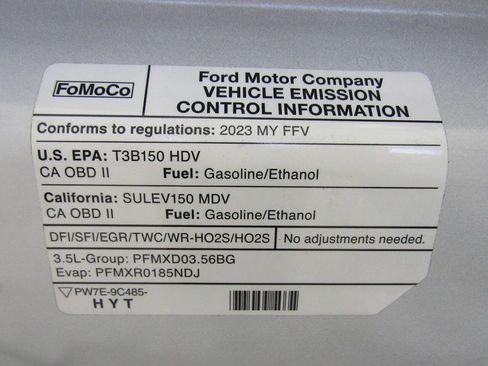 FoMoCo
Ford Motor Company
VEHICLE EMISSION
CONTROL INFORMATION
Conforms to regulations: 2023 MY FFV
U.S. EPA: T3B150 HDV
CA OBD II Fuel: Gasoline/Ethanol
California: SULEV150 MDV
CA OBD II Fuel: Gasoline/Ethanol
DFI/SFI/EGR/TWC/WR-HO2S/HO2S No adjustments needed.
3.5L-Group: PFMXD03.56BG
Evap: PFMXR0185NDJ
PW7E-9C485-
HYT